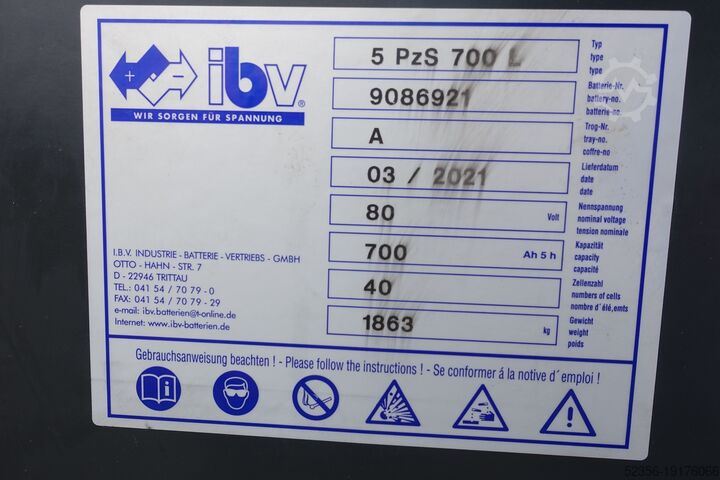 ibv®
WIR SORGEN FÜR SPANNUNG
5 PzS 700 L
Typ
type
type
9086921
Batterie-Nr.
battery-no.
batterie-no.
A
Trog-Nr.
tray-no.
coffre-no
03 / 2021
Lieferdatum
date
date
80 Volt
Nennspannung
nominal voltage
tension nominale
700 Ah 5 h
Kapazität
capacity
capacité
40
Zellenzahl
numbers of cells
nombre d´élé,emts
1863 kg
Gewicht
weight
poids
I.B.V. INDUSTRIE - BATTERIE - VERTRIEBS - GMBH
OTTO - HAHN - STR. 7
D - 22946 TRITTAU
TEL.: 041 54 / 70 79 - 0
FAX: 041 54 / 70 79 - 29
e-mail: ibv.batterien@t-online.de
Internet: www.ibv-batterien.de
Gebrauchsanweisung beachten ! - Please follow the instructions ! - Se conformer á la notive d´emploi !
52356-19176066